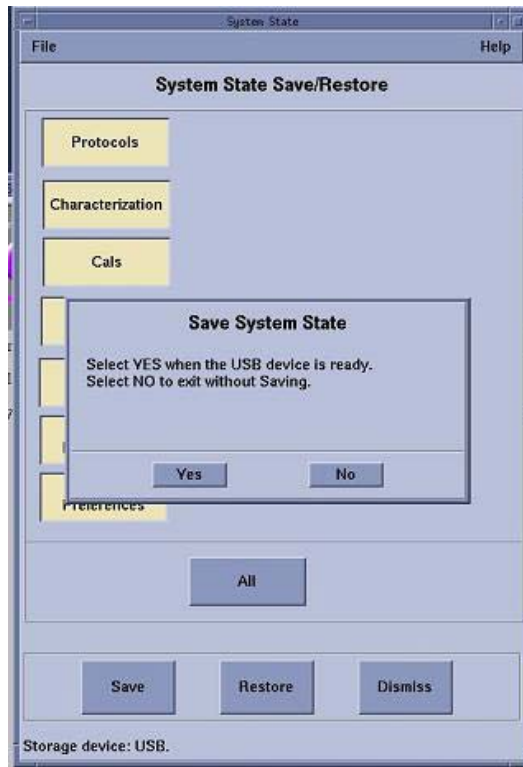 System State
File Help
System State Save/Restore
Protocols
Characterization
Cals
Save System State
Select YES when the USB device is ready.
Select NO to exit without Saving.
Yes No
Preferences
All
Save Restore Dismiss
Storage device: USB.